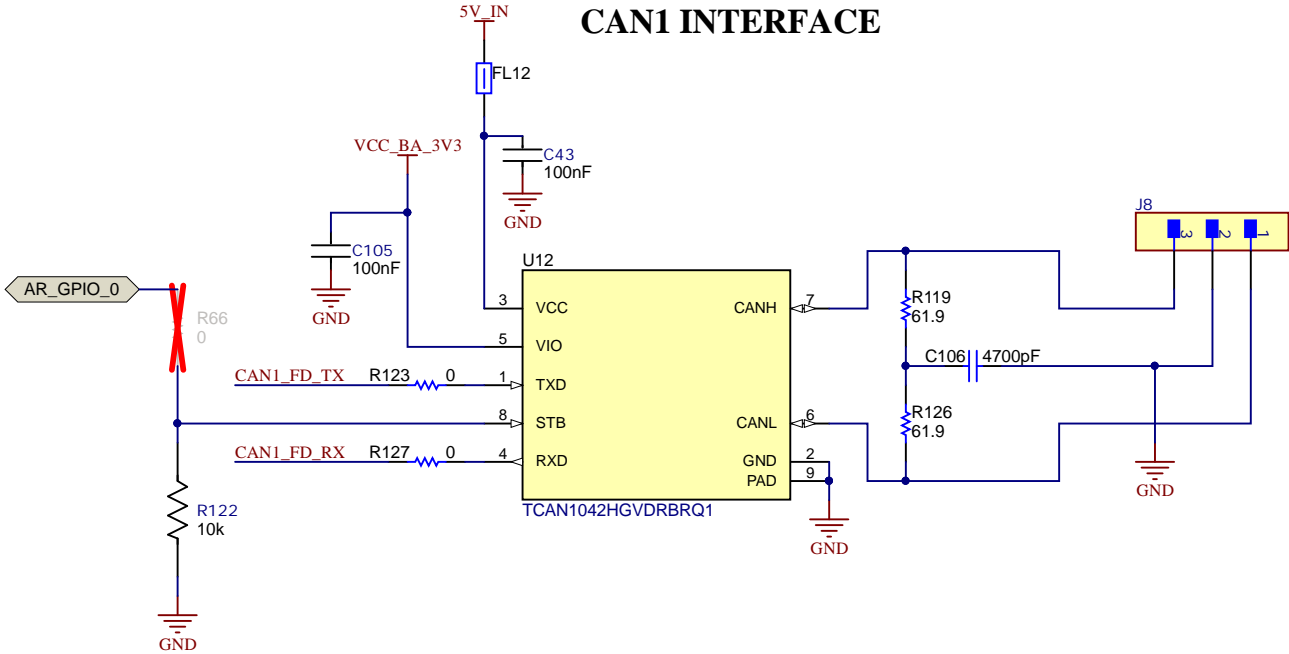 CAN1 INTERFACE
5V_IN
FL12
VCC_BA_3V3
C43
100nF
GND
C105
100nF
GND
AR_GPIO_0
R66
0
CAN1_FD_TX
R123
0
CAN1_FD_RX
R127
0
R122
10k
GND
U12
3
VCC
5
VIO
1
TXD
8
STB
4
RXD
CANH
7
CANL
6
GND
2
PAD
9
TCAN1042HGVDRBRQ1
GND
R119
61.9
C106
4700pF
R126
61.9
GND
J8
3
2
1